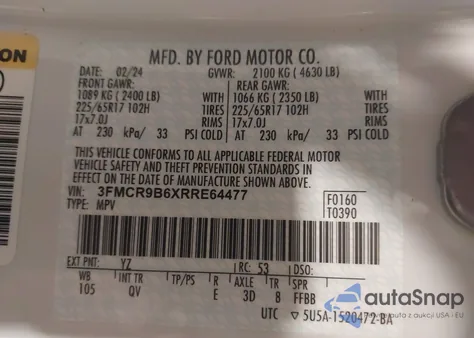 ON
MFD. BY FORD MOTOR CO.
DATE: 02/24 GVWR: 2100 KG ( 4630 LB)
FRONT GAWR: REAR GAWR:
1089 KG ( 2400 LB) WITH 1066 KG ( 2350 LB) WITH
225/65R17 102H TIRES 225/65R17 102H TIRES
17x7.0J RIMS 17x7.0J RIMS
AT 230 kPa/ 33 PSI COLD AT 230 kPa/ 33 PSI COLD
THIS VEHICLE CONFORMS TO ALL APPLICABLE FEDERAL MOTOR
VEHICLE SAFETY AND THEFT PREVENTION STANDARDS IN
EFFECT ON THE DATE OF MANUFACTURE SHOWN ABOVE.
VIN: 3FMCR9B6XRRE64477 F0160
TYPE: MPV T0390
EXT PNT: YZ RC: 53 DSO:
WB INT TR TP/PS R AXLE TR SPR
105 QV E 3D 8 FFBB
UTC ▽ 5U5A-1520472-BA
autoSnap